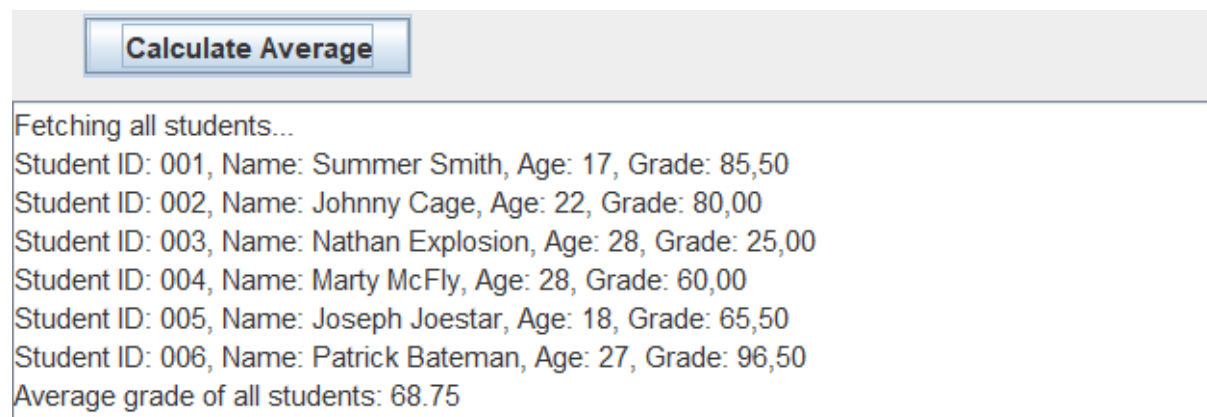 Calculate Average
Fetching all students...
Student ID: 001, Name: Summer Smith, Age: 17, Grade: 85,50
Student ID: 002, Name: Johnny Cage, Age: 22, Grade: 80,00
Student ID: 003, Name: Nathan Explosion, Age: 28, Grade: 25,00
Student ID: 004, Name: Marty McFly, Age: 28, Grade: 60,00
Student ID: 005, Name: Joseph Joestar, Age: 18, Grade: 65,50
Student ID: 006, Name: Patrick Bateman, Age: 27, Grade: 96,50
Average grade of all students: 68.75